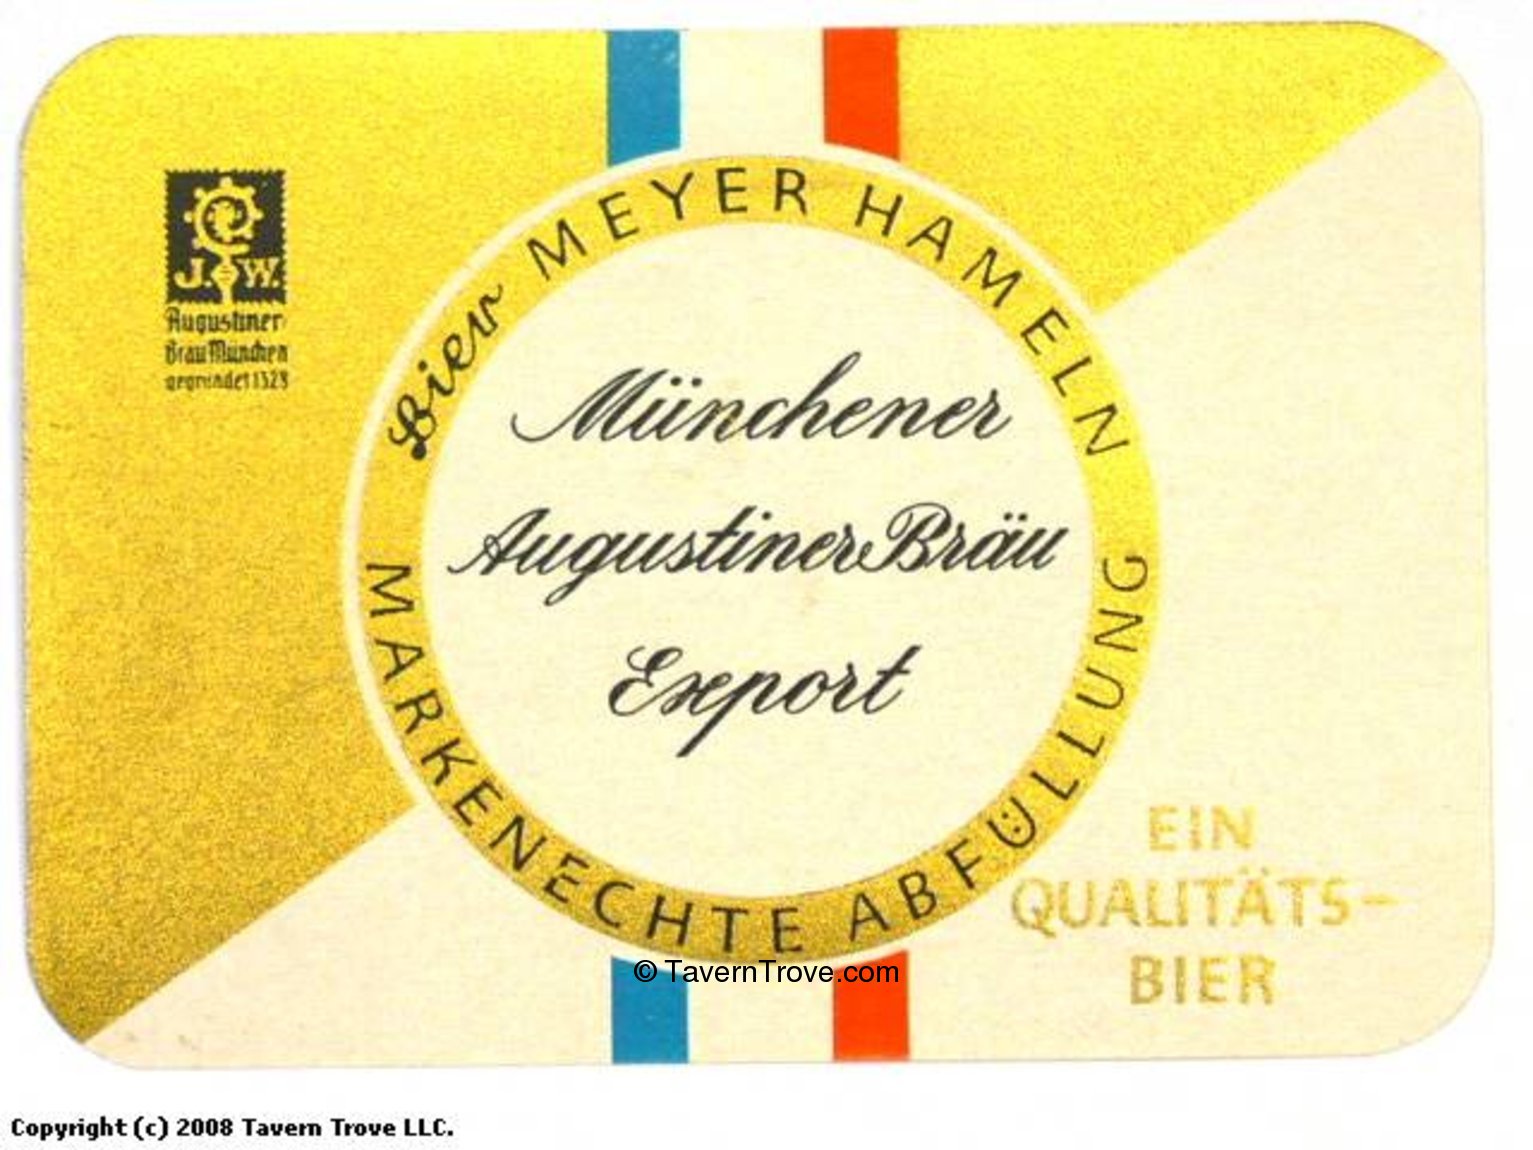 J. W.
Augustiner
Bräu München
gegründet 1328
Bier MEYER HAMELN
Münchener
Augustiner Bräu
Export
MARKENECHTE ABFÜLLUNG
EIN
QUALITÄTS-
BIER
© TavernTrove.com
Copyright (c) 2008 Tavern Trove LLC.